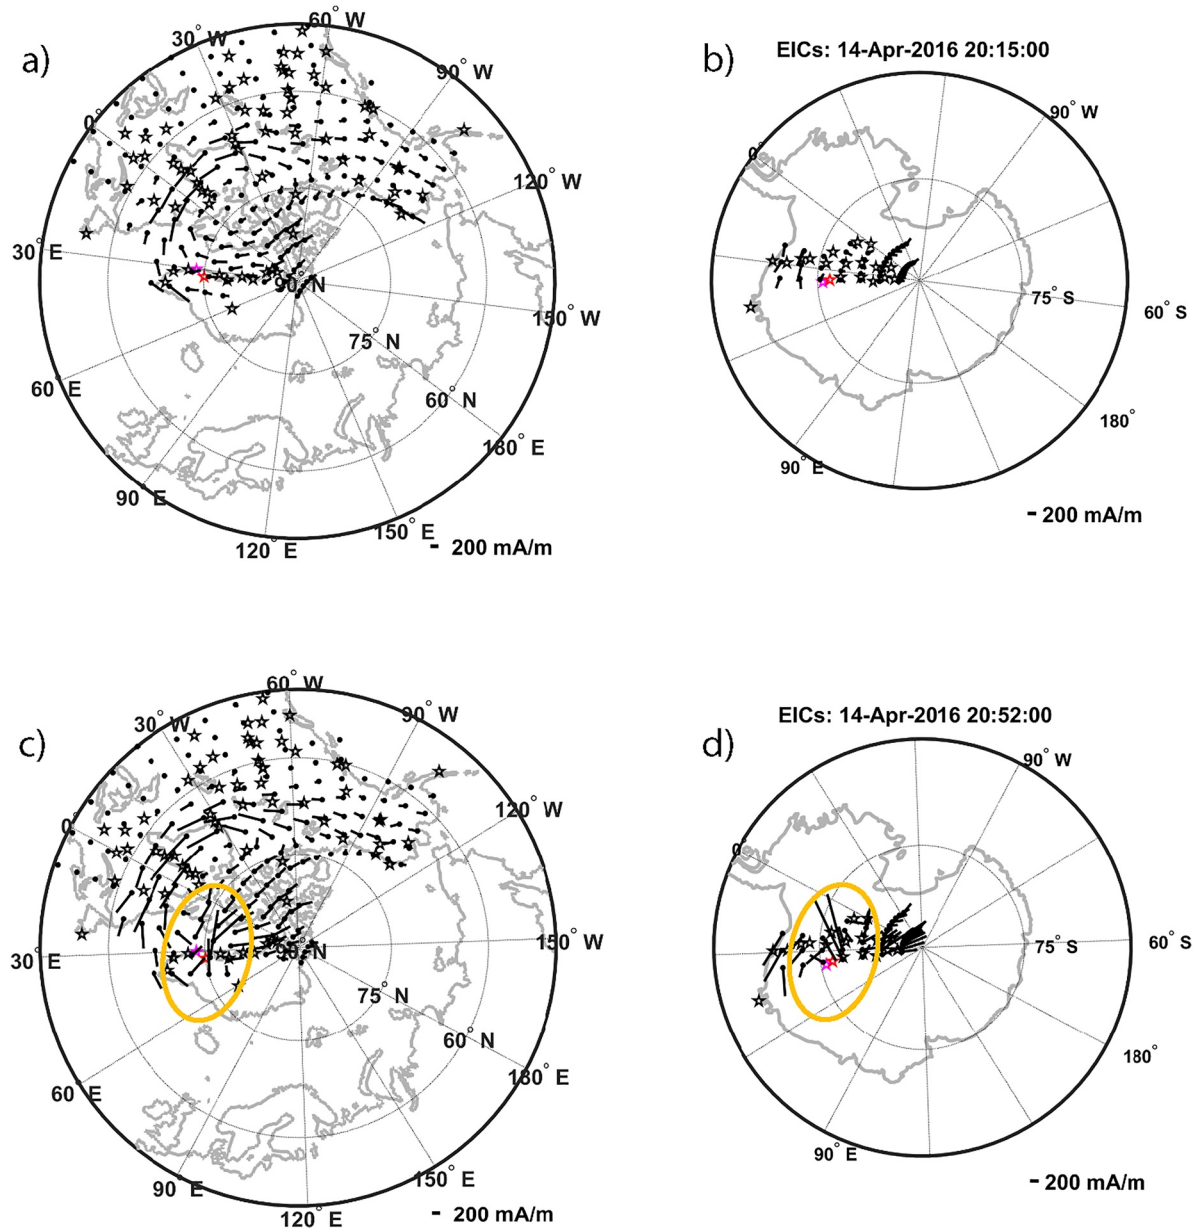 a)
60° W
30° W
90° W
0°
120° W
30° E
90° N
150° W
75° N
60° E
60° N
180° E
90° E
150° E
120° E
200 mA/m
b)
EICs: 14-Apr-2016 20:15:00
90° W
0°
75° S
60° S
180°
90° E
200 mA/m
c)
60° W
30° W
90° W
0°
120° W
30° E
90° N
150° W
75° N
60° N
180° E
60° E
90° E
150° E
120° E
200 mA/m
d)
EICs: 14-Apr-2016 20:52:00
90° W
0°
75° S
60° S
180°
90° E
200 mA/m